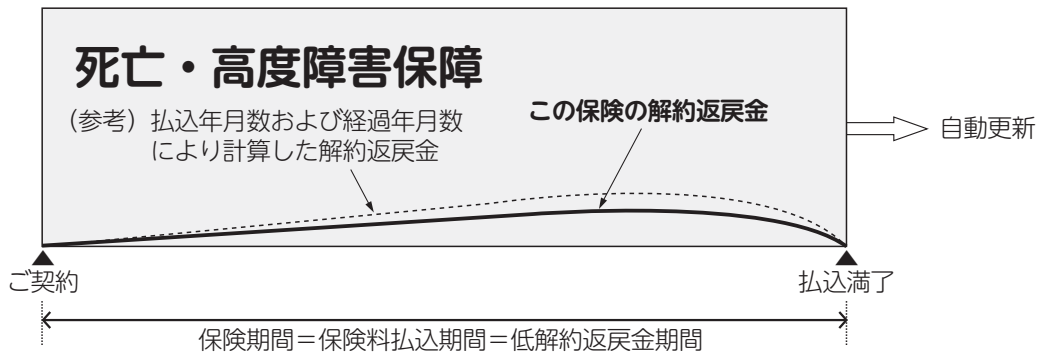 死亡・高度障害保障
（参考）払込年月数および経過年月数
により計算した解約返戻金
この保険の解約返戻金
自動更新
ご契約
払込満了
保険期間＝保険料払込期間＝低解約返戻金期間